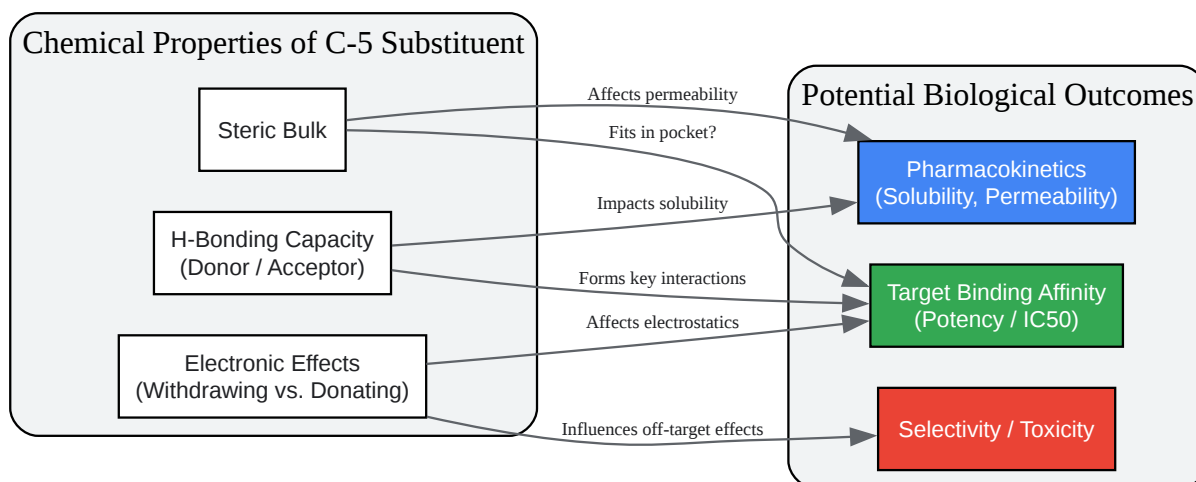 Chemical Properties of C-5 Substituent
Steric Bulk
H-Bonding Capacity
(Donor / Acceptor)
Electronic Effects
(Withdrawing vs. Donating)
Affects permeability
Fits in pocket?
Impacts solubility
Forms key interactions
Affects electrostatics
Influences off-target effects
Potential Biological Outcomes
Pharmacokinetics
(Solubility, Permeability)
Target Binding Affinity
(Potency / IC50)
Selectivity / Toxicity